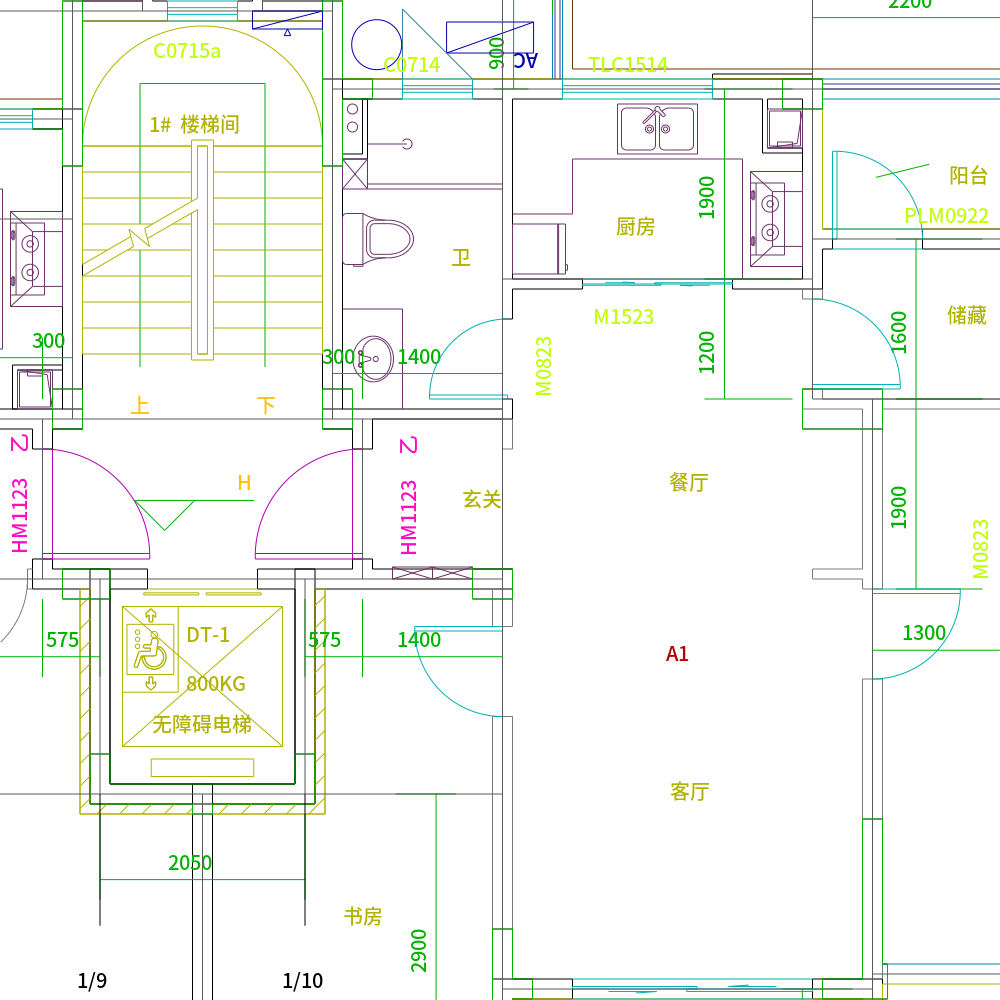 2200
C0715a
C0714
900
AC
TLC1514
1# 楼梯间
阳台
1900
PLM0922
厨房
卫
M1523
储藏
300
300
1400
M0823
1200
1600
上
下
乙
HM1123
H
乙
HM1123
玄关
餐厅
1900
M0823
575
DT-1
575
1400
1300
A1
800KG
无障碍电梯
客厅
2050
书房
2900
1/9
1/10